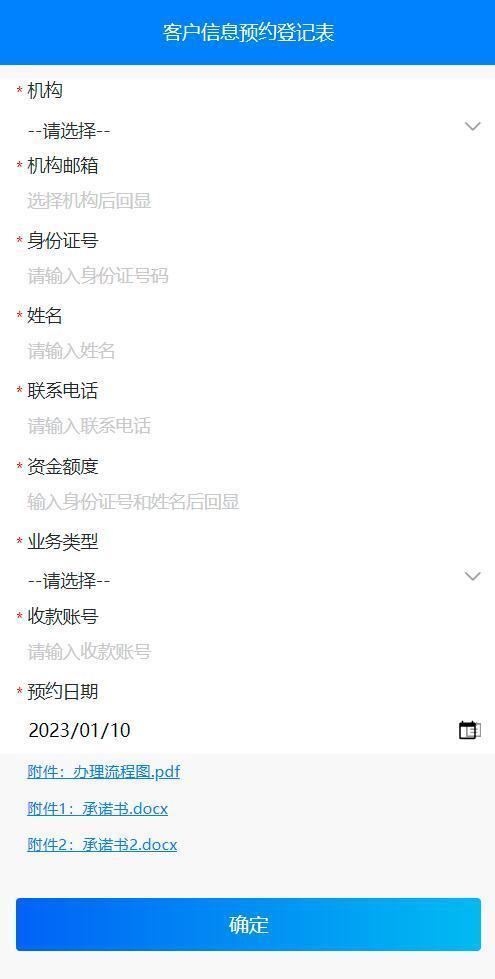 客户信息预约登记表
* 机构
--请选择--
* 机构邮箱
选择机构后回显
* 身份证号
请输入身份证号码
* 姓名
请输入姓名
* 联系电话
请输入联系电话
* 资金额度
输入身份证号和姓名后回显
* 业务类型
--请选择--
* 收款账号
请输入收款账号
* 预约日期
2023/01/10
附件：办理流程图.pdf
附件1：承诺书.docx
附件2：承诺书2.docx
确定